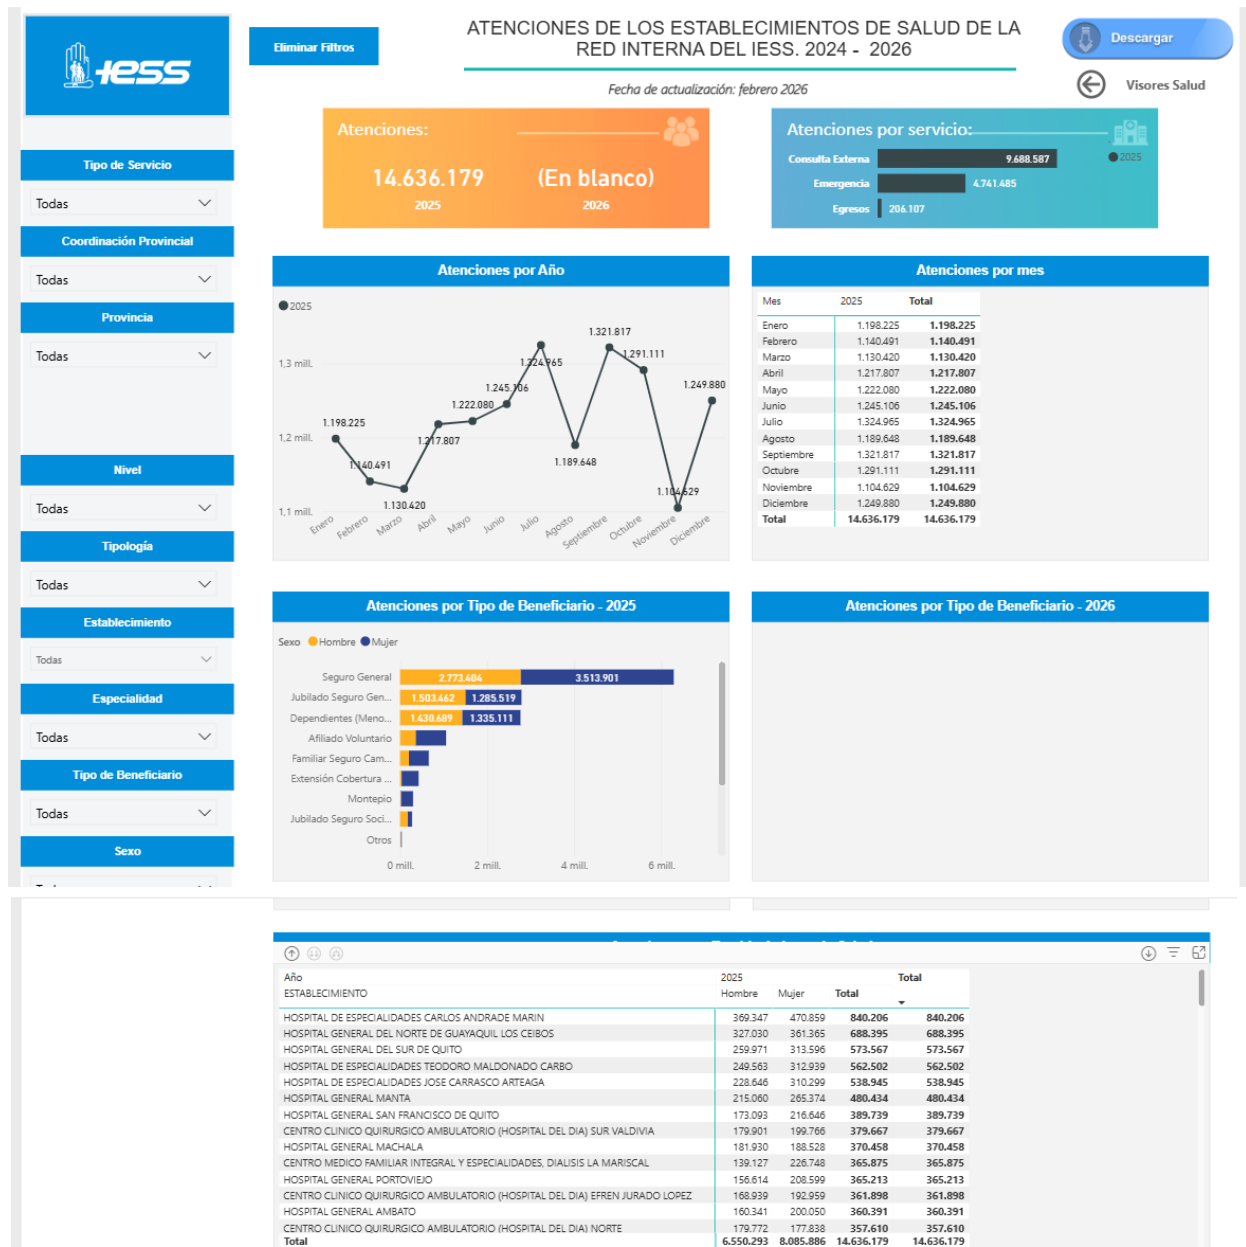 IESS
Eliminar Filtros
ATENCIONES DE LOS ESTABLECIMIENTOS DE SALUD DE LA
RED INTERNA DEL IESS. 2024 - 2026
Fecha de actualización: febrero 2026
Descargar
Visores Salud
Tipo de Servicio
Todas
Coordinación Provincial
Todas
Provincia
Todas
Nivel
Todas
Tipología
Todas
Establecimiento
Todas
Especialidad
Todas
Tipo de Beneficiario
Todas
Sexo
Atenciones:
14.636.179 (En blanco)
2025 2026
Atenciones por servicio:
2025
Consulta Externa 9.688.587
Emergencia 4.741.485
Egresos 206.107
Atenciones por Año
2025
1,3 mill.
1,2 mill.
1,1 mill.
1.198.225
1.140.491
1.130.420
1.217.807
1.222.080
1.245.106
1.324.965
1.189.648
1.321.817
1.291.111
1.104.629
1.249.880
Enero Febrero Marzo Abril Mayo Junio Julio Agosto Septiembre Octubre Noviembre Diciembre
Atenciones por mes
Mes 2025 Total
Enero 1.198.225 1.198.225
Febrero 1.140.491 1.140.491
Marzo 1.130.420 1.130.420
Abril 1.217.807 1.217.807
Mayo 1.222.080 1.222.080
Junio 1.245.106 1.245.106
Julio 1.324.965 1.324.965
Agosto 1.189.648 1.189.648
Septiembre 1.321.817 1.321.817
Octubre 1.291.111 1.291.111
Noviembre 1.104.629 1.104.629
Diciembre 1.249.880 1.249.880
Total 14.636.179 14.636.179
Atenciones por Tipo de Beneficiario - 2025
Sexo Hombre Mujer
Seguro General 2.773.404 3.513.901
Jubilado Seguro Gen... 1.503.462 1.285.519
Dependientes (Meno... 1.430.689 1.335.111
Afiliado Voluntario
Familiar Seguro Cam...
Extensión Cobertura ...
Montepio
Jubilado Seguro Soci...
Otros
0 mill. 2 mill. 4 mill. 6 mill.
Atenciones por Tipo de Beneficiario - 2026
Año 2025 Total
ESTABLECIMIENTO Hombre Mujer Total
HOSPITAL DE ESPECIALIDADES CARLOS ANDRADE MARIN 369.347 470.859 840.206 840.206
HOSPITAL GENERAL DEL NORTE DE GUAYAQUIL LOS CEIBOS 327.030 361.365 688.395 688.395
HOSPITAL GENERAL DEL SUR DE QUITO 259.971 313.596 573.567 573.567
HOSPITAL DE ESPECIALIDADES TEODORO MALDONADO CARBO 249.563 312.939 562.502 562.502
HOSPITAL DE ESPECIALIDADES JOSE CARRASCO ARTEAGA 228.646 310.299 538.945 538.945
HOSPITAL GENERAL MANTA 215.060 265.374 480.434 480.434
HOSPITAL GENERAL SAN FRANCISCO DE QUITO 173.093 216.646 389.739 389.739
CENTRO CLINICO QUIRURGICO AMBULATORIO (HOSPITAL DEL DIA) SUR VALDIVIA 179.901 199.766 379.667 379.667
HOSPITAL GENERAL MACHALA 181.930 188.528 370.458 370.458
CENTRO MEDICO FAMILIAR INTEGRAL Y ESPECIALIDADES, DIALISIS LA MARISCAL 139.127 226.748 365.875 365.875
HOSPITAL GENERAL PORTOVIEJO 156.614 208.599 365.213 365.213
CENTRO CLINICO QUIRURGICO AMBULATORIO (HOSPITAL DEL DIA) EFREN JURADO LOPEZ 168.939 192.959 361.898 361.898
HOSPITAL GENERAL AMBATO 160.341 200.050 360.391 360.391
CENTRO CLINICO QUIRURGICO AMBULATORIO (HOSPITAL DEL DIA) NORTE 179.772 177.838 357.610 357.610
Total 6.550.293 8.085.886 14.636.179 14.636.179